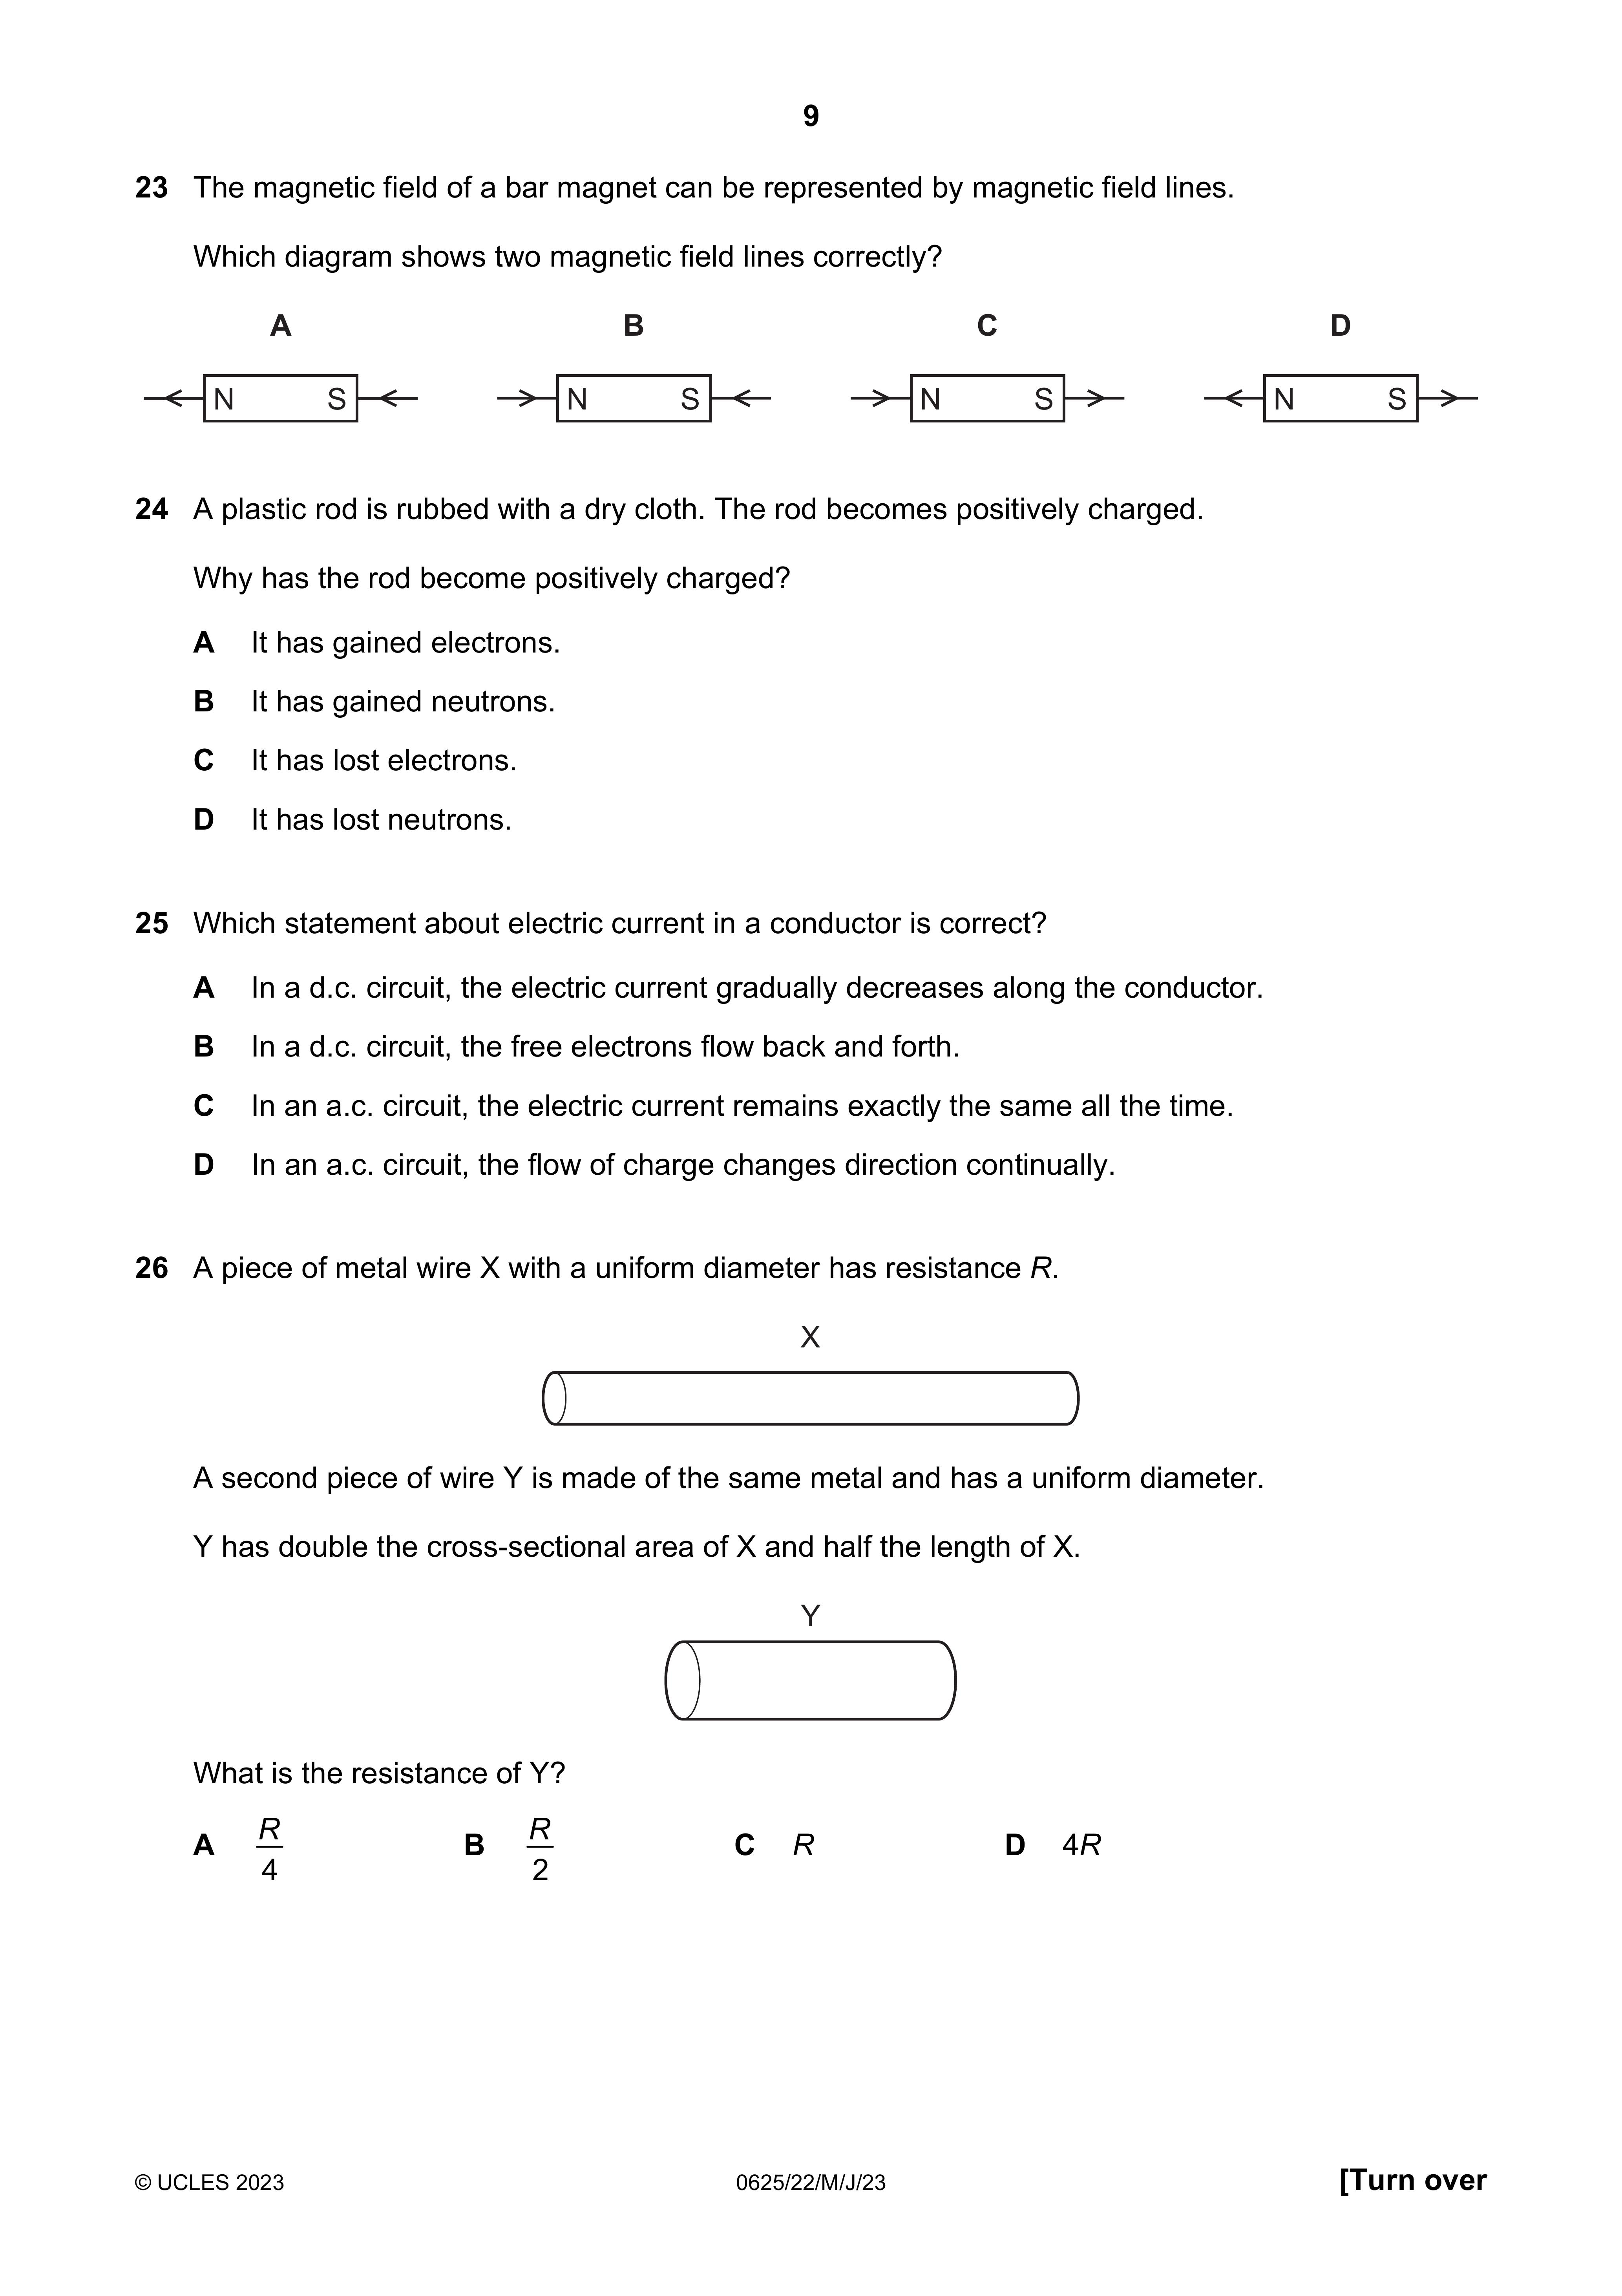 9
23 The magnetic field of a bar magnet can be represented by magnetic field lines.
Which diagram shows two magnetic field lines correctly?
A B C D
N S N S N S N S
24 A plastic rod is rubbed with a dry cloth. The rod becomes positively charged.
Why has the rod become positively charged?
A It has gained electrons.
B It has gained neutrons.
C It has lost electrons.
D It has lost neutrons.
25 Which statement about electric current in a conductor is correct?
A In a d.c. circuit, the electric current gradually decreases along the conductor.
B In a d.c. circuit, the free electrons flow back and forth.
C In an a.c. circuit, the electric current remains exactly the same all the time.
D In an a.c. circuit, the flow of charge changes direction continually.
26 A piece of metal wire X with a uniform diameter has resistance R.
X
A second piece of wire Y is made of the same metal and has a uniform diameter.
Y has double the cross-sectional area of X and half the length of X.
Y
What is the resistance of Y?
A R/4 B R/2 C R D 4R
© UCLES 2023 0625/22/M/J/23 [Turn over